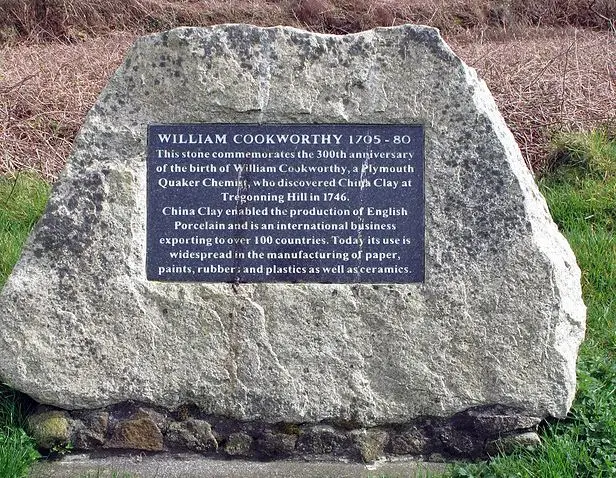 WILLIAM COOKWORTHY 1705 - 80
This stone commemorates the 300th anniversary
of the birth of William Cookworthy, a Plymouth
Quaker Chemist, who discovered China Clay at
Tregonning Hill in 1746.
China Clay enabled the production of English
Porcelain and is an international business
exporting to over 100 countries. Today its use is
widespread in the manufacturing of paper,
paints, rubber; and plastics as well as ceramics.